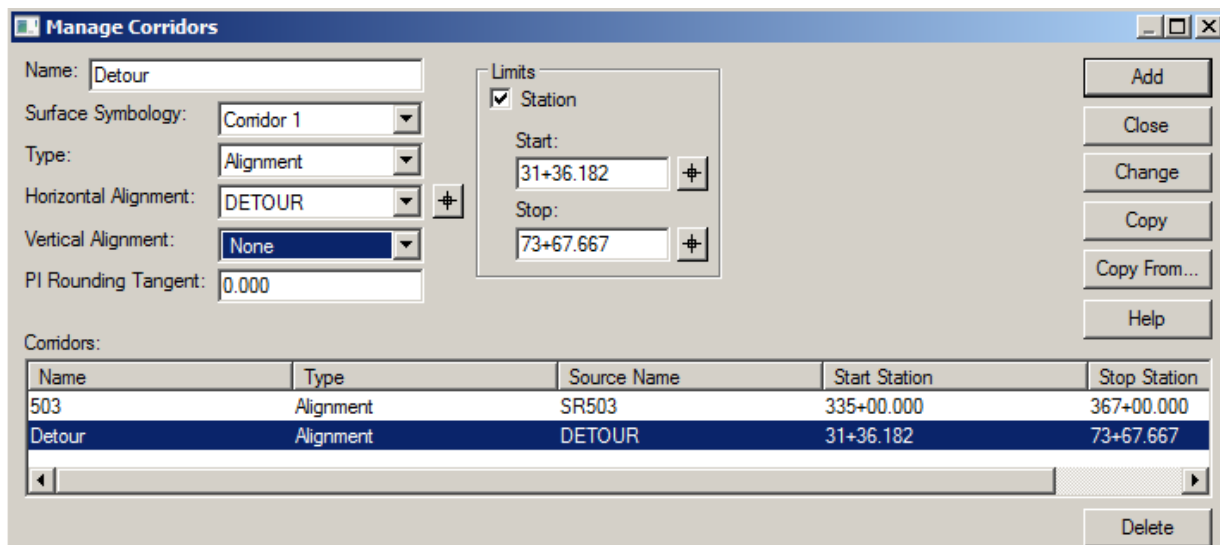 Manage Corridors
Name: Detour
Surface Symbology: Corridor 1
Type: Alignment
Horizontal Alignment: DETOUR
Vertical Alignment: None
PI Rounding Tangent: 0.000
Limits
Station
Start:
31+36.182
Stop:
73+67.667
Add
Close
Change
Copy
Copy From...
Help
Corridors:
Name Type Source Name Start Station Stop Station
503 Alignment SR503 335+00.000 367+00.000
Detour Alignment DETOUR 31+36.182 73+67.667
Delete